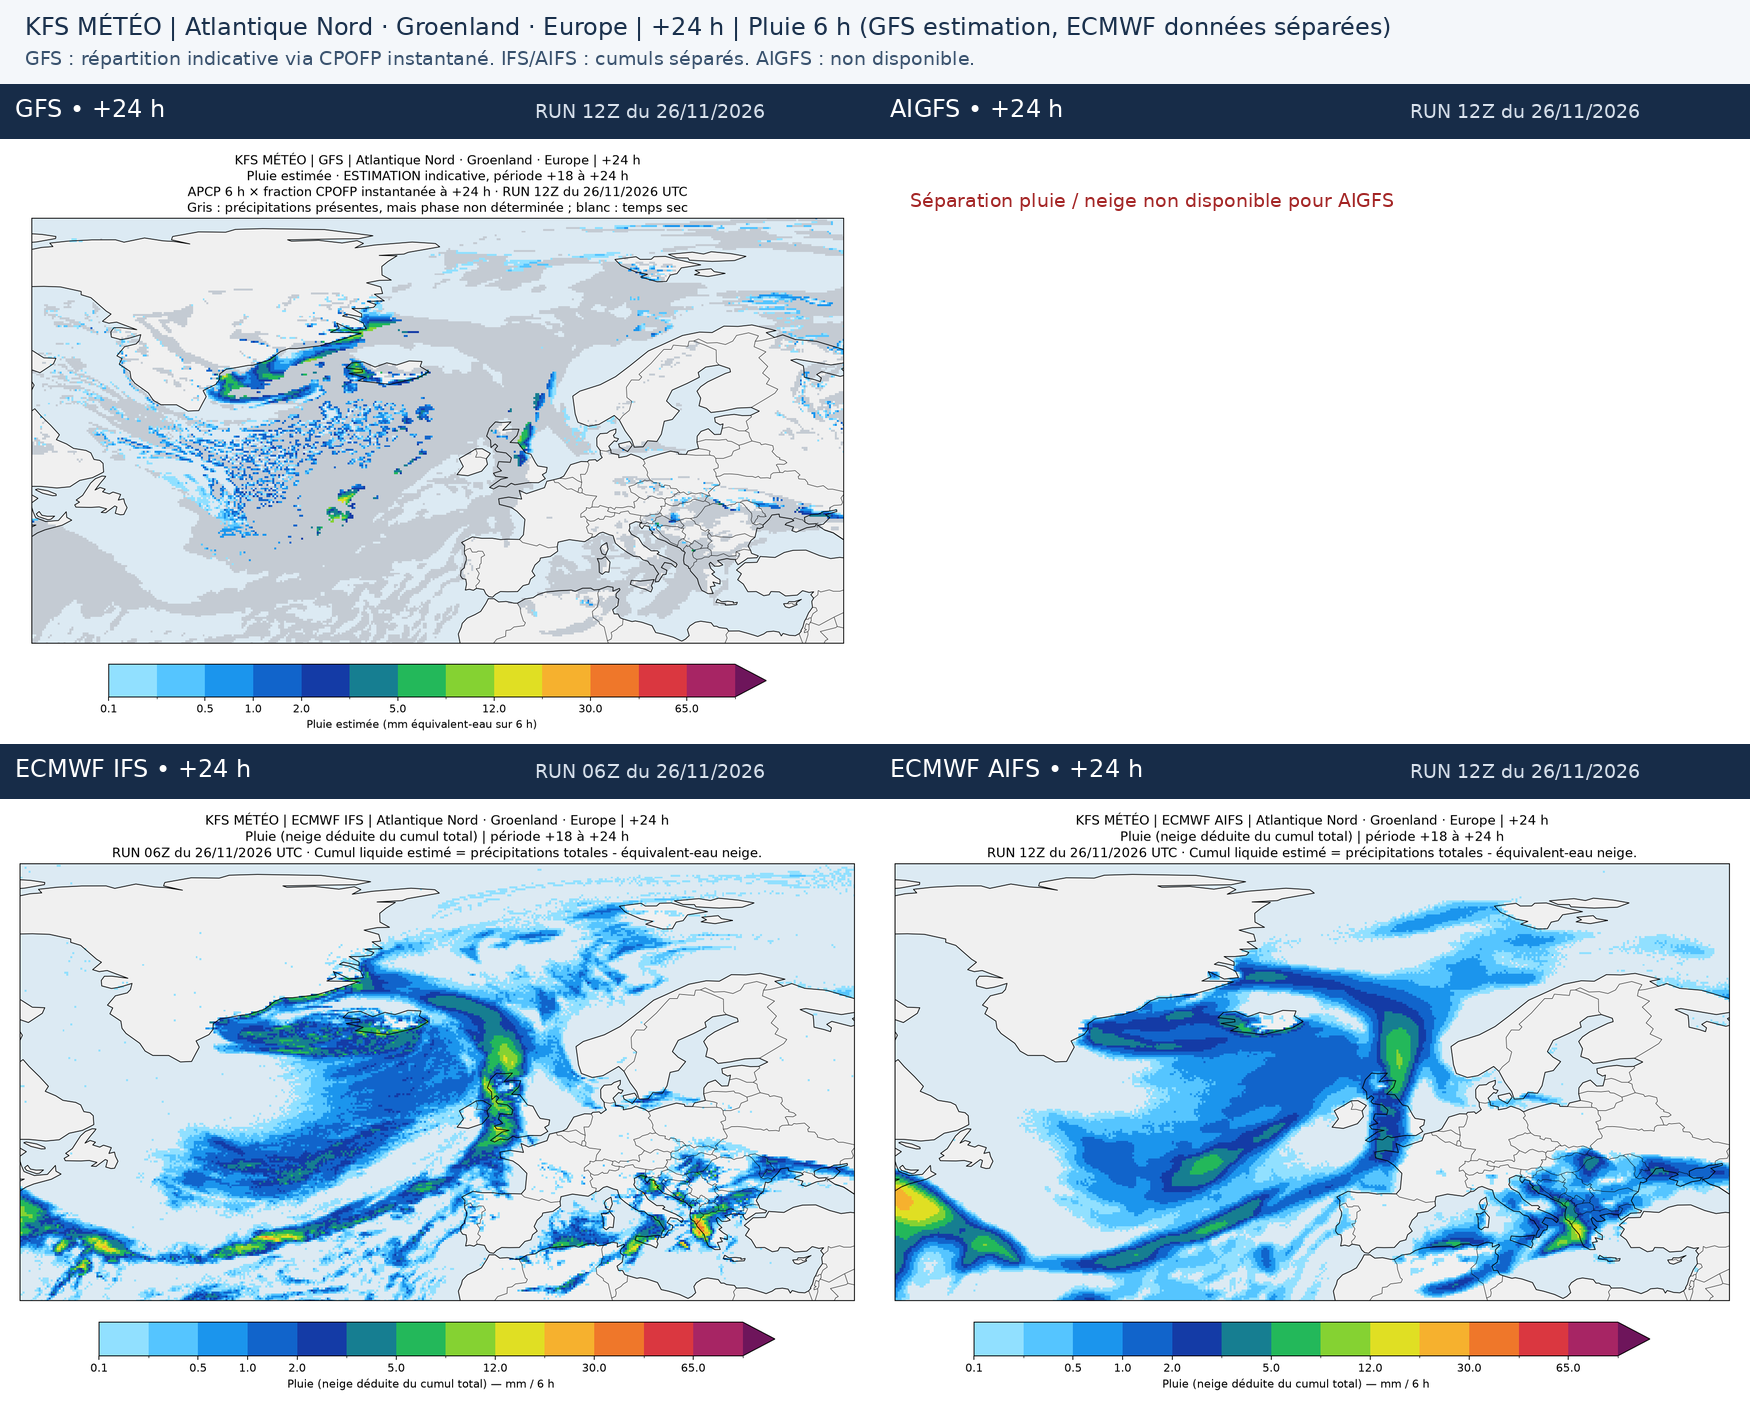 KFS MÉTÉO | Atlantique Nord · Groenland · Europe | +24 h | Pluie 6 h (GFS estimation, ECMWF données séparées)
GFS : répartition indicative via CPOFP instantané. IFS/AIFS : cumuls séparés. AIGFS : non disponible.
GFS • +24 h
RUN 12Z du 26/11/2026
AIGFS • +24 h
RUN 12Z du 26/11/2026
KFS MÉTÉO | GFS | Atlantique Nord · Groenland · Europe | +24 h
Pluie estimée · ESTIMATION indicative, période +18 à +24 h
APCP 6 h × fraction CPOFP instantanée à +24 h · RUN 12Z du 26/11/2026 UTC
Gris : précipitations présentes, mais phase non déterminée ; blanc : temps sec
Séparation pluie / neige non disponible pour AIGFS
0.1 0.5 1.0 2.0 5.0 12.0 30.0 65.0
Pluie estimée (mm équivalent-eau sur 6 h)
ECMWF IFS • +24 h
RUN 06Z du 26/11/2026
ECMWF AIFS • +24 h
RUN 12Z du 26/11/2026
KFS MÉTÉO | ECMWF IFS | Atlantique Nord · Groenland · Europe | +24 h
Pluie (neige déduite du cumul total) | période +18 à +24 h
RUN 06Z du 26/11/2026 UTC · Cumul liquide estimé = précipitations totales - équivalent-eau neige.
0.1 0.5 1.0 2.0 5.0 12.0 30.0 65.0
Pluie (neige déduite du cumul total) — mm / 6 h
KFS MÉTÉO | ECMWF AIFS | Atlantique Nord · Groenland · Europe | +24 h
Pluie (neige déduite du cumul total) | période +18 à +24 h
RUN 12Z du 26/11/2026 UTC · Cumul liquide estimé = précipitations totales - équivalent-eau neige.
0.1 0.5 1.0 2.0 5.0 12.0 30.0 65.0
Pluie (neige déduite du cumul total) — mm / 6 h